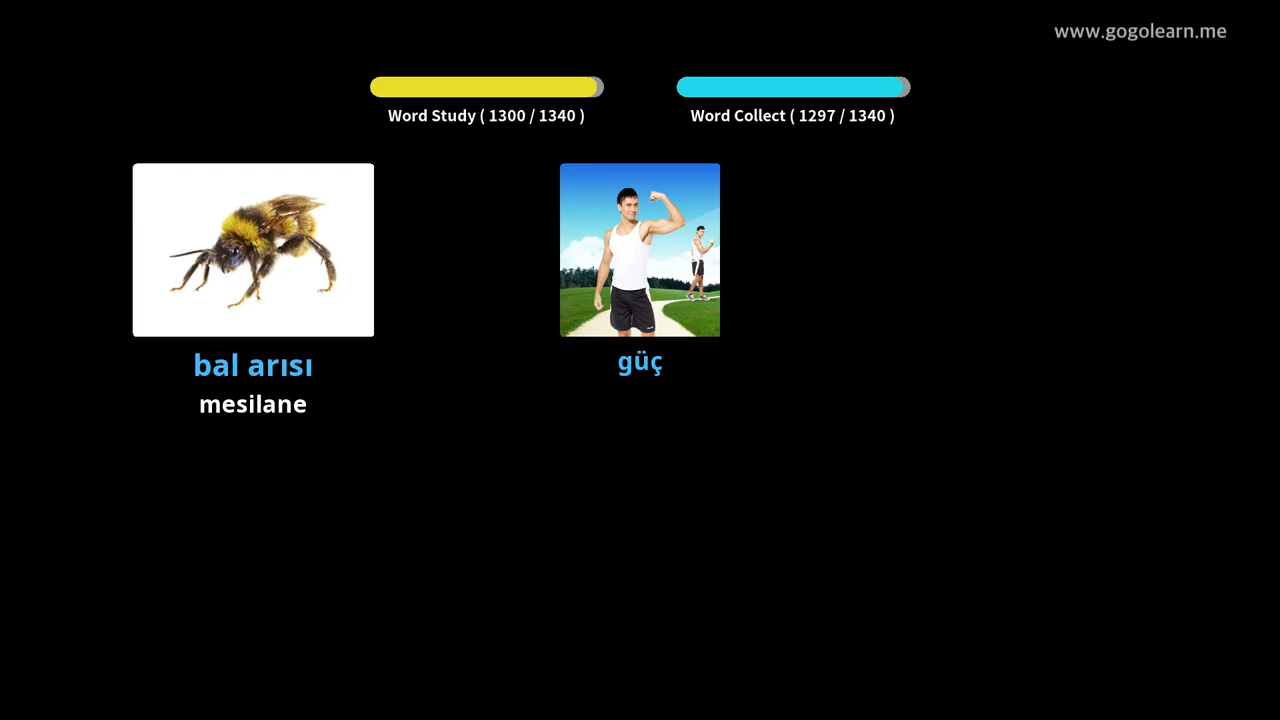 www.gogolearn.me
Word Study ( 1300 / 1340 )
Word Collect ( 1297 / 1340 )
bal arısı
mesilane
güç